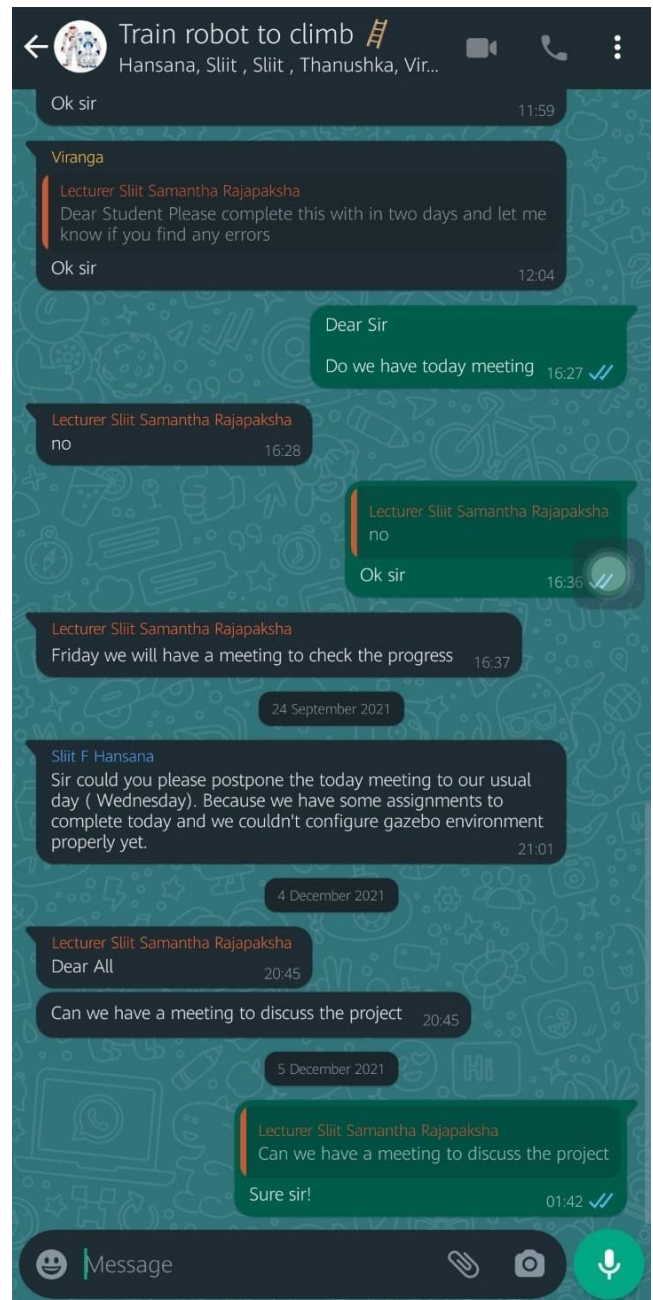 Train robot to climb 🪜
Hansana, Sliit , Sliit , Thanushka, Vir...
Ok sir
11:59
Viranga
Lecturer Sliit Samantha Rajapaksha
Dear Student Please complete this with in two days and let me
know if you find any errors
Ok sir
12:04
Dear Sir
Do we have today meeting 16:27
Lecturer Sliit Samantha Rajapaksha
no
16:28
Lecturer Sliit Samantha Rajapaksha
no
Ok sir
16:36
Lecturer Sliit Samantha Rajapaksha
Friday we will have a meeting to check the progress 16:37
24 September 2021
Sliit F Hansana
Sir could you please postpone the today meeting to our usual
day ( Wednesday). Because we have some assignments to
complete today and we couldn't configure gazebo environment
properly yet.
21:01
4 December 2021
Lecturer Sliit Samantha Rajapaksha
Dear All
20:45
Can we have a meeting to discuss the project 20:45
5 December 2021
Lecturer Sliit Samantha Rajapaksha
Can we have a meeting to discuss the project
Sure sir!
01:42
Message